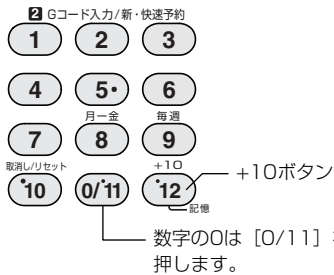 2 Gコード入力/新・快速予約
1 2 3
4 5・ 6
月ー金 毎週
7 8 9
取消し/リセット +10
10 0/11 12
+10ボタン
記憶
数字の0は［0/11］
押します。